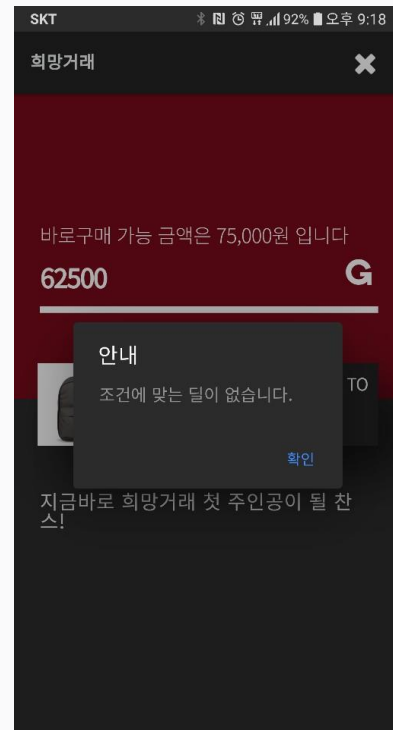 SKT 92% 오후 9:18
희망거래
바로구매 가능 금액은 75,000원 입니다
62500 G
안내
조건에 맞는 딜이 없습니다.
TO
확인
지금바로 희망거래 첫 주인공이 될 찬
스!